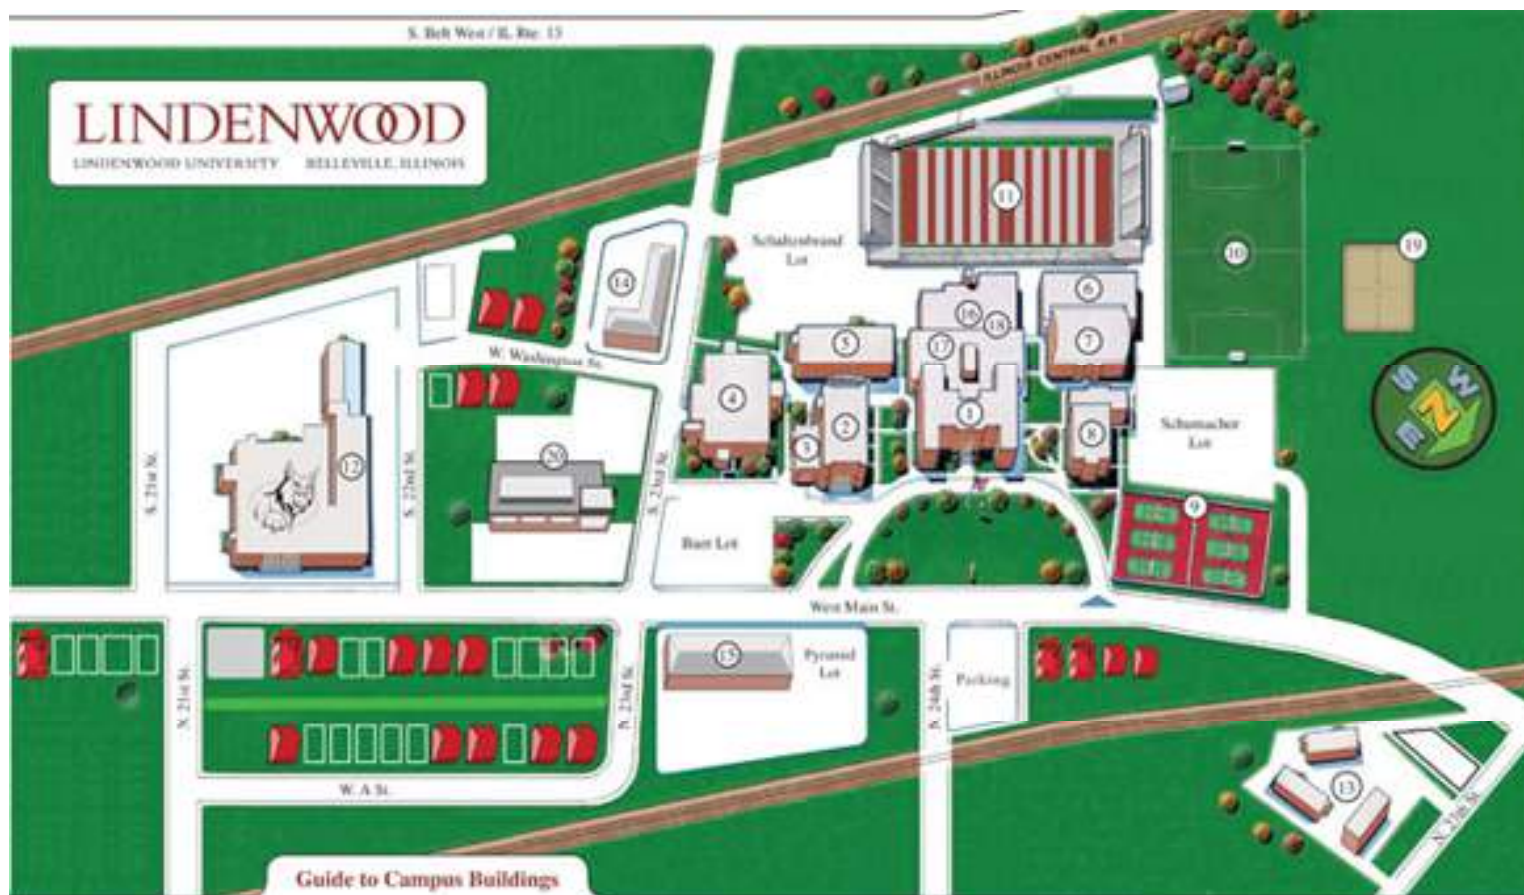 S. Belt West / IL Rte. 15
ILLINOIS CENTRAL R.R.
LINDENWOOD
LINDENWOOD UNIVERSITY BELLEVILLE, ILLINOIS
11
Schaltenbrand
Lot
10
19
14
6
16
18
5
17
7
W. Washington St.
S
W
N
E
4
1
2
3
8
Schumacher
Lot
12
20
S. 21st St.
S. 22nd St.
S. 23rd St.
9
Buet Lot
West Main St.
15
Pyramid
Lot
Parking
N. 21st St.
N. 23rd St.
N. 24th St.
W. A St.
13
Guide to Campus Buildings